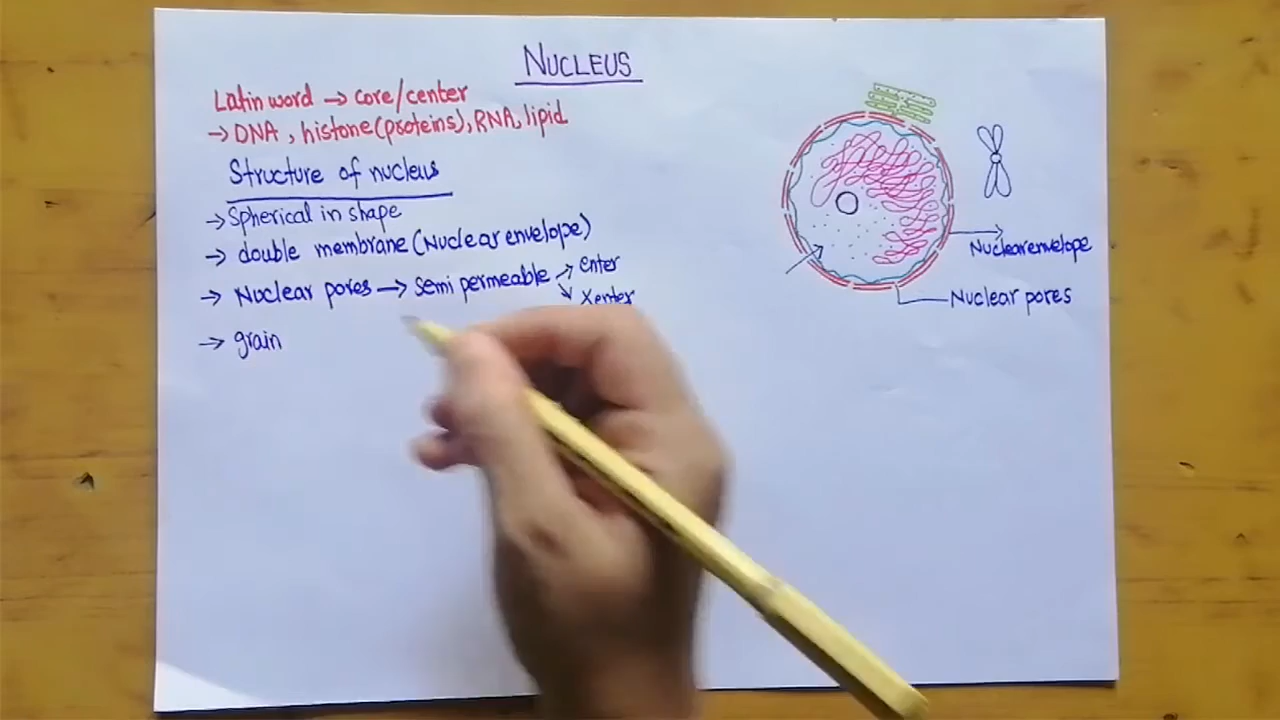 NUCLEUS
Latin word → core/center
→ DNA, histone(proteins), RNA, lipid
Structure of nucleus
→ Spherical in shape
→ double membrane (Nuclear envelope)
→ Nuclear pores → semi permeable ↗ enter
↘ X enter
→ grain
Nuclear envelope
Nuclear pores